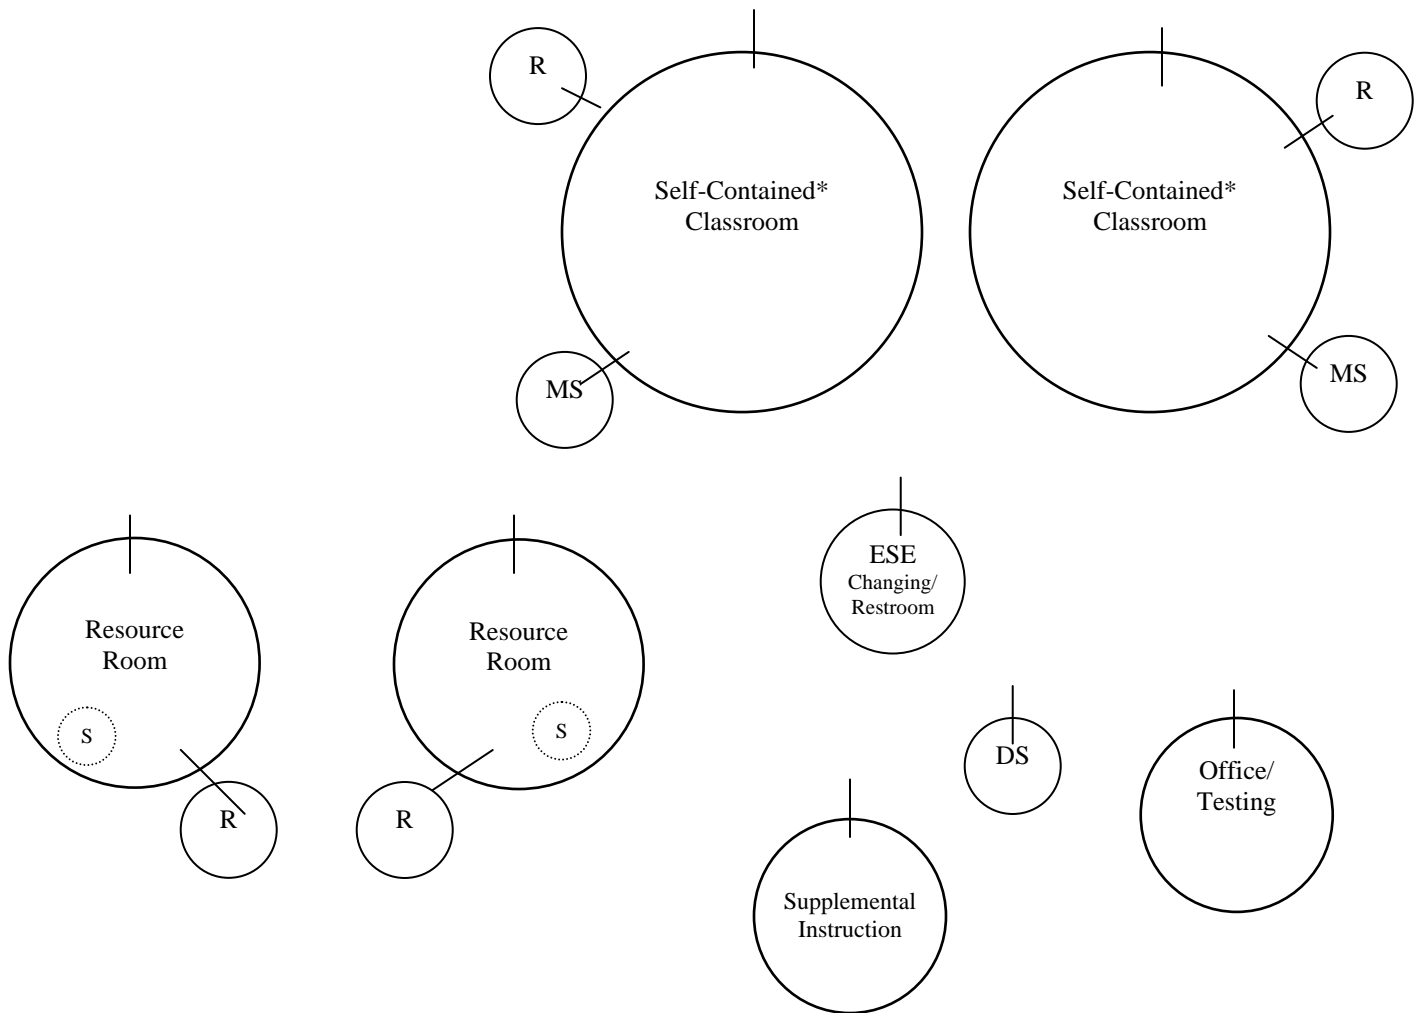 R
R
Self-Contained*
Classroom
Self-Contained*
Classroom
MS
MS
ESE
Changing/
Restroom
Resource
Room
Resource
Room
S
S
R
R
DS
Office/
Testing
Supplemental
Instruction